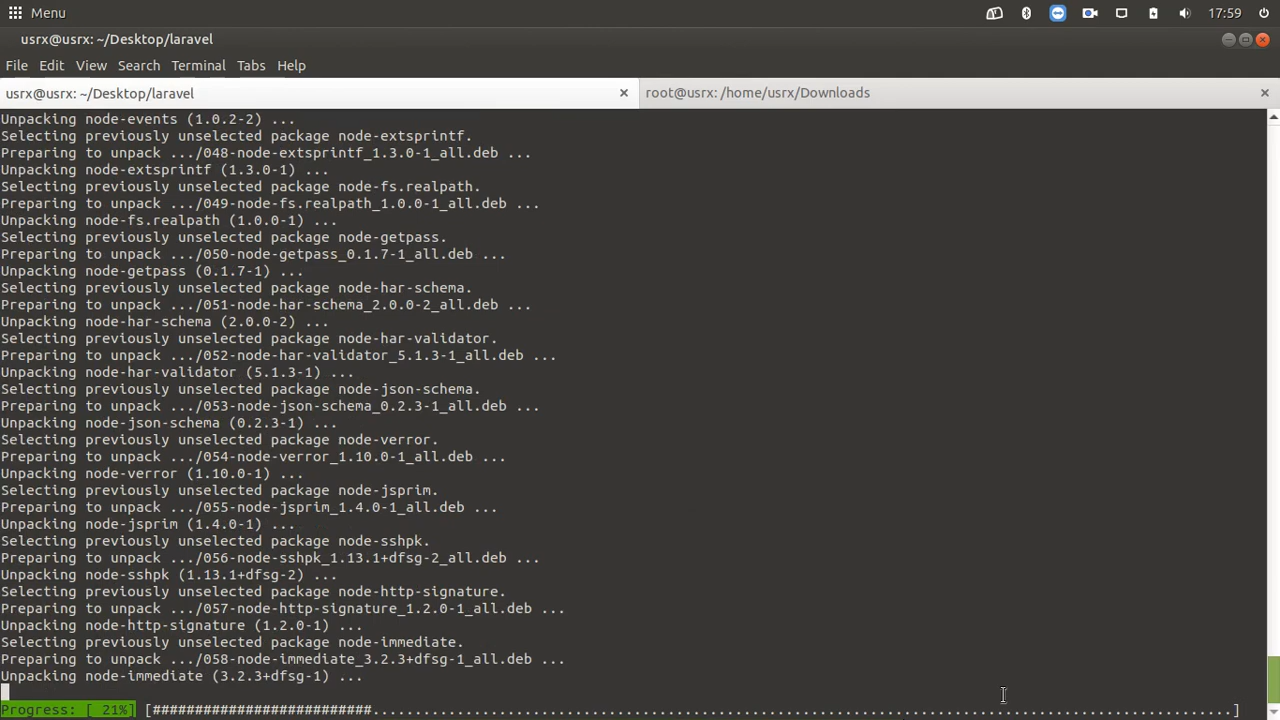 Menu
17:59
usrx@usrx: ~/Desktop/laravel
File Edit View Search Terminal Tabs Help
usrx@usrx: ~/Desktop/laravel
root@usrx: /home/usrx/Downloads
Unpacking node-events (1.0.2-2) ...
Selecting previously unselected package node-extsprintf.
Preparing to unpack .../048-node-extsprintf_1.3.0-1_all.deb ...
Unpacking node-extsprintf (1.3.0-1) ...
Selecting previously unselected package node-fs.realpath.
Preparing to unpack .../049-node-fs.realpath_1.0.0-1_all.deb ...
Unpacking node-fs.realpath (1.0.0-1) ...
Selecting previously unselected package node-getpass.
Preparing to unpack .../050-node-getpass_0.1.7-1_all.deb ...
Unpacking node-getpass (0.1.7-1) ...
Selecting previously unselected package node-har-schema.
Preparing to unpack .../051-node-har-schema_2.0.0-2_all.deb ...
Unpacking node-har-schema (2.0.0-2) ...
Selecting previously unselected package node-har-validator.
Preparing to unpack .../052-node-har-validator_5.1.3-1_all.deb ...
Unpacking node-har-validator (5.1.3-1) ...
Selecting previously unselected package node-json-schema.
Preparing to unpack .../053-node-json-schema_0.2.3-1_all.deb ...
Unpacking node-json-schema (0.2.3-1) ...
Selecting previously unselected package node-verror.
Preparing to unpack .../054-node-verror_1.10.0-1_all.deb ...
Unpacking node-verror (1.10.0-1) ...
Selecting previously unselected package node-jsprim.
Preparing to unpack .../055-node-jsprim_1.4.0-1_all.deb ...
Unpacking node-jsprim (1.4.0-1) ...
Selecting previously unselected package node-sshpk.
Preparing to unpack .../056-node-sshpk_1.13.1+dfsg-2_all.deb ...
Unpacking node-sshpk (1.13.1+dfsg-2) ...
Selecting previously unselected package node-http-signature.
Preparing to unpack .../057-node-http-signature_1.2.0-1_all.deb ...
Unpacking node-http-signature (1.2.0-1) ...
Selecting previously unselected package node-immediate.
Preparing to unpack .../058-node-immediate_3.2.3+dfsg-1_all.deb ...
Unpacking node-immediate (3.2.3+dfsg-1) ...
Progress: [ 21%] [##########################......................................................................................................]